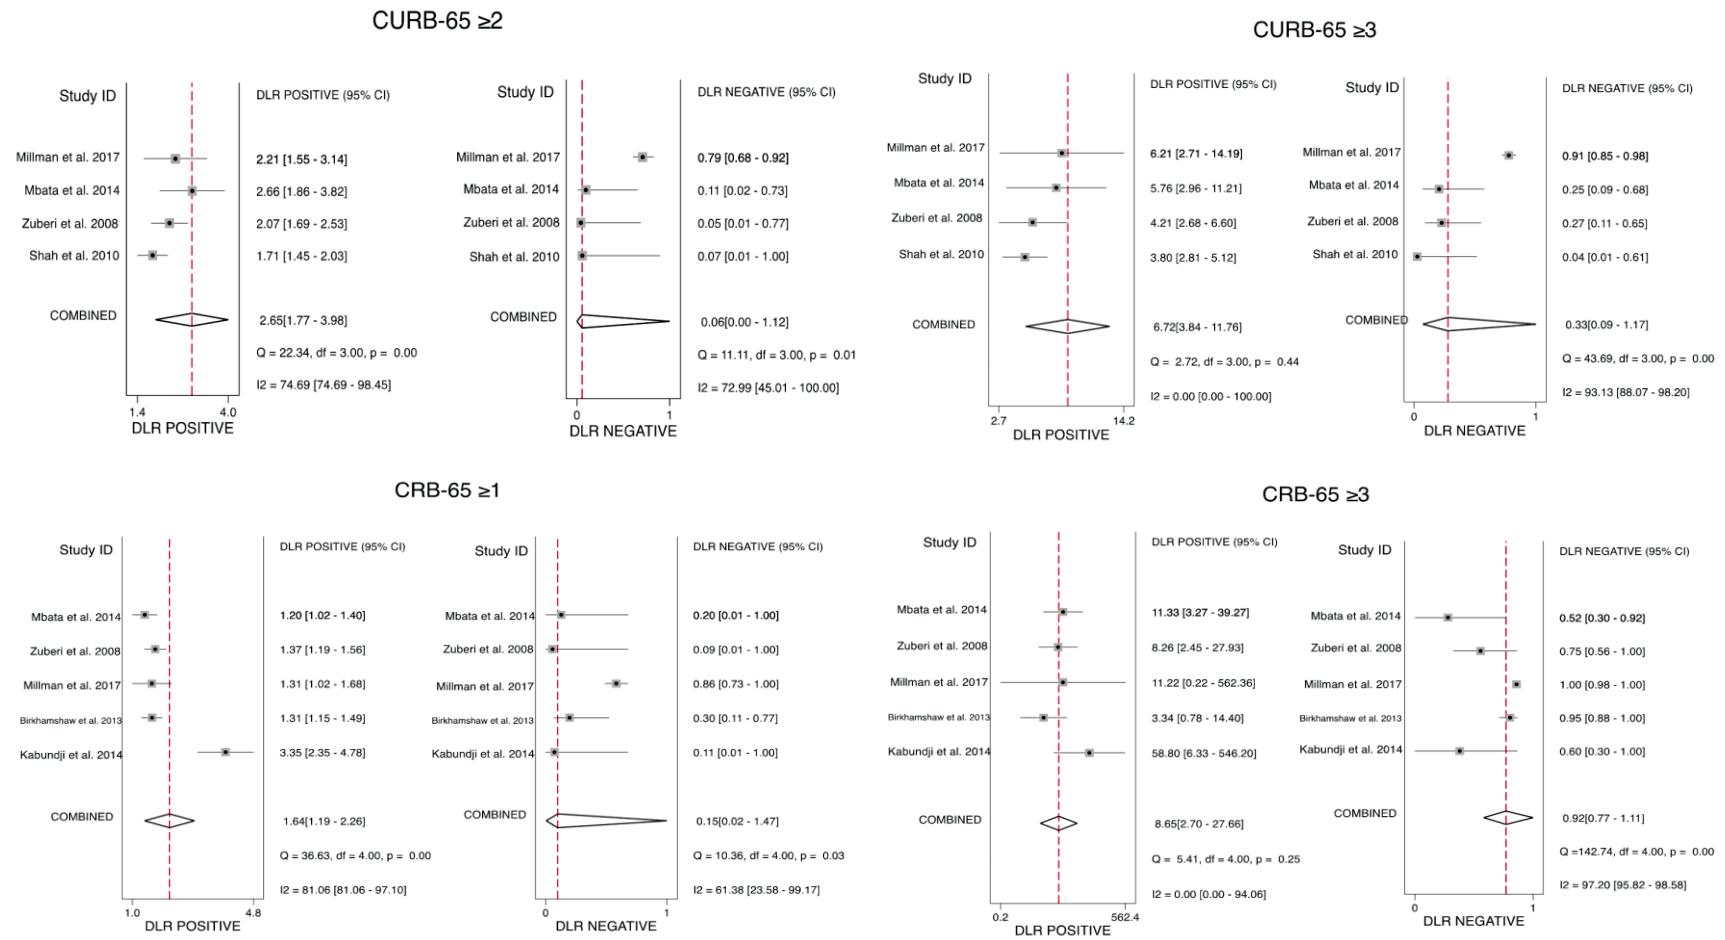 CURB-65 ≥2
Study ID
DLR POSITIVE (95% CI)
Millman et al. 2017
2.21 [1.55 - 3.14]
Mbata et al. 2014
2.66 [1.86 - 3.82]
Zuberi et al. 2008
2.07 [1.69 - 2.53]
Shah et al. 2010
1.71 [1.45 - 2.03]
COMBINED
2.65[1.77 - 3.98]
Q = 22.34, df = 3.00, p = 0.00
I2 = 74.69 [74.69 - 98.45]
1.4 4.0
DLR POSITIVE
Study ID
DLR NEGATIVE (95% CI)
Millman et al. 2017
0.79 [0.68 - 0.92]
Mbata et al. 2014
0.11 [0.02 - 0.73]
Zuberi et al. 2008
0.05 [0.01 - 0.77]
Shah et al. 2010
0.07 [0.01 - 1.00]
COMBINED
0.06[0.00 - 1.12]
Q = 11.11, df = 3.00, p = 0.01
I2 = 72.99 [45.01 - 100.00]
0 1
DLR NEGATIVE
CURB-65 ≥3
Study ID
DLR POSITIVE (95% CI)
Millman et al. 2017
6.21 [2.71 - 14.19]
Mbata et al. 2014
5.76 [2.96 - 11.21]
Zuberi et al. 2008
4.21 [2.68 - 6.60]
Shah et al. 2010
3.80 [2.81 - 5.12]
COMBINED
6.72[3.84 - 11.76]
Q = 2.72, df = 3.00, p = 0.44
I2 = 0.00 [0.00 - 100.00]
2.7 14.2
DLR POSITIVE
Study ID
DLR NEGATIVE (95% CI)
Millman et al. 2017
0.91 [0.85 - 0.98]
Mbata et al. 2014
0.25 [0.09 - 0.68]
Zuberi et al. 2008
0.27 [0.11 - 0.65]
Shah et al. 2010
0.04 [0.01 - 0.61]
COMBINED
0.33[0.09 - 1.17]
Q = 43.69, df = 3.00, p = 0.00
I2 = 93.13 [88.07 - 98.20]
0 1
DLR NEGATIVE
CRB-65 ≥1
Study ID
DLR POSITIVE (95% CI)
Mbata et al. 2014
1.20 [1.02 - 1.40]
Zuberi et al. 2008
1.37 [1.19 - 1.56]
Millman et al. 2017
1.31 [1.02 - 1.68]
Birkhamshaw et al. 2013
1.31 [1.15 - 1.49]
Kabundji et al. 2014
3.35 [2.35 - 4.78]
COMBINED
1.64[1.19 - 2.26]
Q = 36.63, df = 4.00, p = 0.00
I2 = 81.06 [81.06 - 97.10]
1.0 4.8
DLR POSITIVE
Study ID
DLR NEGATIVE (95% CI)
Mbata et al. 2014
0.20 [0.01 - 1.00]
Zuberi et al. 2008
0.09 [0.01 - 1.00]
Millman et al. 2017
0.86 [0.73 - 1.00]
Birkhamshaw et al. 2013
0.30 [0.11 - 0.77]
Kabundji et al. 2014
0.11 [0.01 - 1.00]
COMBINED
0.15[0.02 - 1.47]
Q = 10.36, df = 4.00, p = 0.03
I2 = 61.38 [23.58 - 99.17]
0 1
DLR NEGATIVE
CRB-65 ≥3
Study ID
DLR POSITIVE (95% CI)
Mbata et al. 2014
11.33 [3.27 - 39.27]
Zuberi et al. 2008
8.26 [2.45 - 27.93]
Millman et al. 2017
11.22 [0.22 - 562.36]
Birkhamshaw et al. 2013
3.34 [0.78 - 14.40]
Kabundji et al. 2014
58.80 [6.33 - 546.20]
COMBINED
8.65[2.70 - 27.66]
Q = 5.41, df = 4.00, p = 0.25
I2 = 0.00 [0.00 - 94.06]
0.2 562.4
DLR POSITIVE
Study ID
DLR NEGATIVE (95% CI)
Mbata et al. 2014
0.52 [0.30 - 0.92]
Zuberi et al. 2008
0.75 [0.56 - 1.00]
Millman et al. 2017
1.00 [0.98 - 1.00]
Birkhamshaw et al. 2013
0.95 [0.88 - 1.00]
Kabundji et al. 2014
0.60 [0.30 - 1.00]
COMBINED
0.92[0.77 - 1.11]
Q =142.74, df = 4.00, p = 0.00
I2 = 97.20 [95.82 - 98.58]
0 1
DLR NEGATIVE